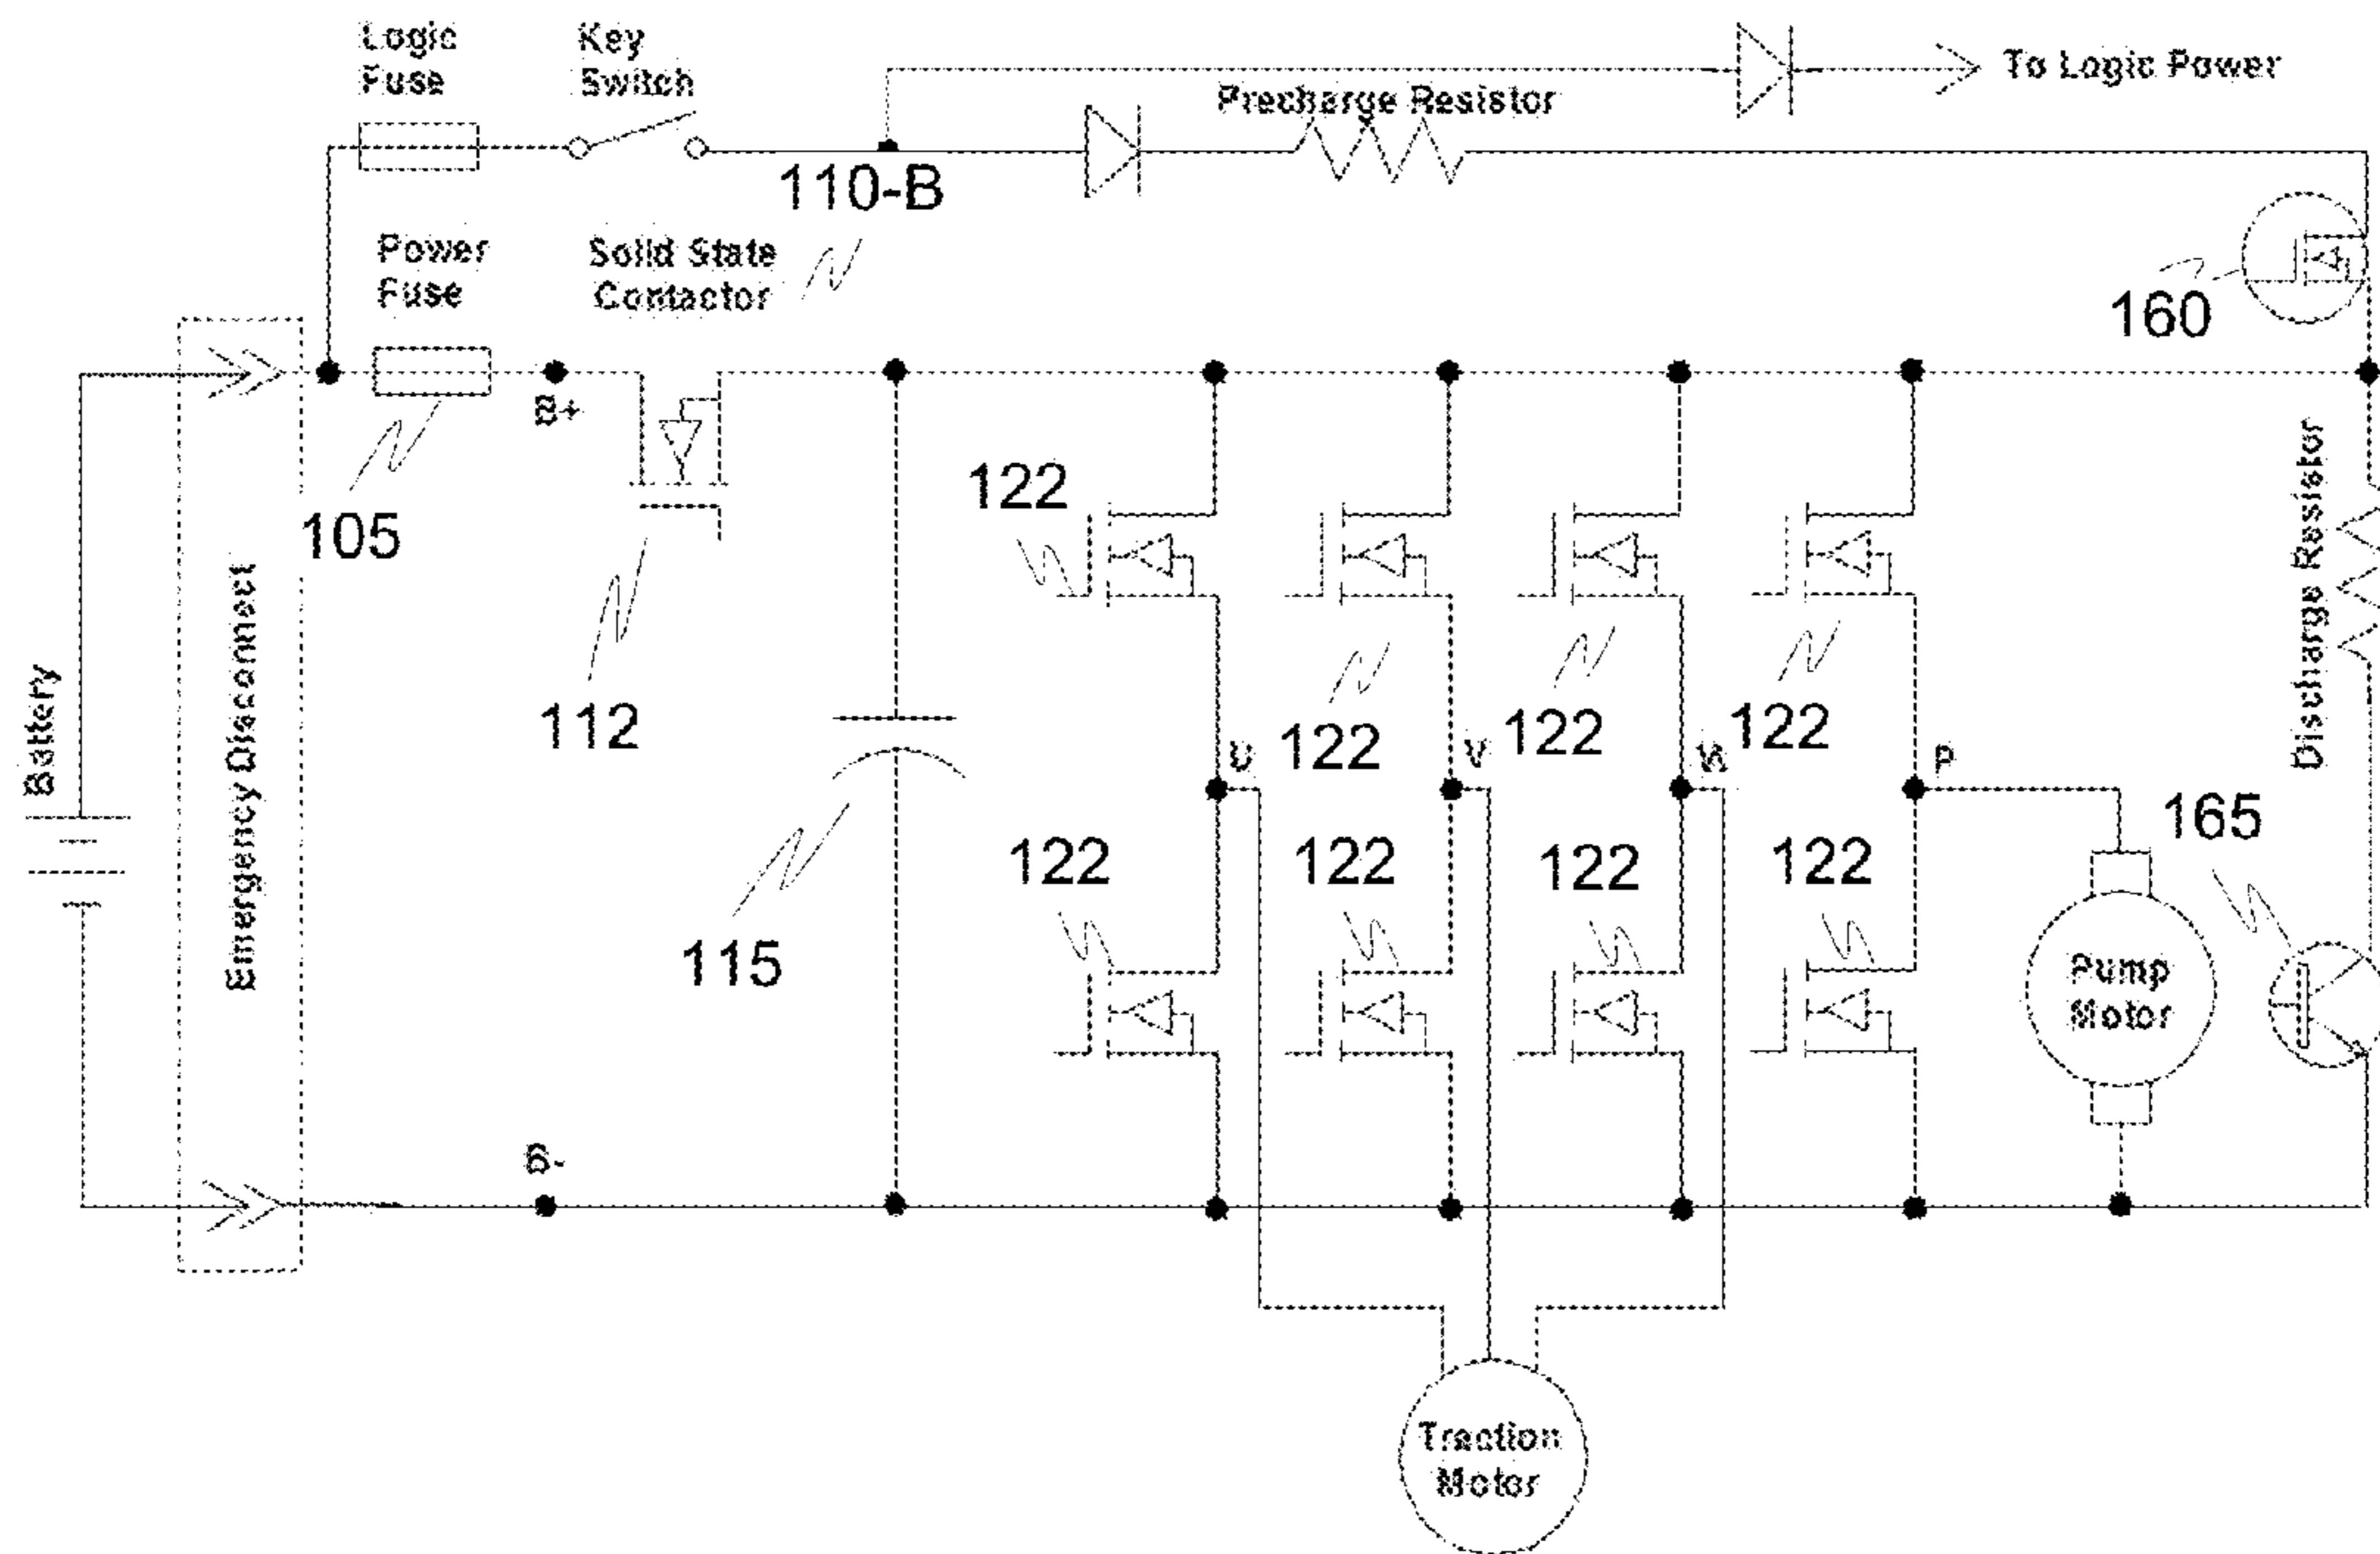 Logic
Fuse
Key
Switch
To Logic Power
Precharge Resistor
110-B
Power
Fuse
Solid State
Contactor
160
B+
105
122
112
Battery
Emergency Disconnect
115
122
122
122
U
V
W
P
Discharge Resistor
122
122
122
122
165
Pump
Motor
B-
Traction
Motor